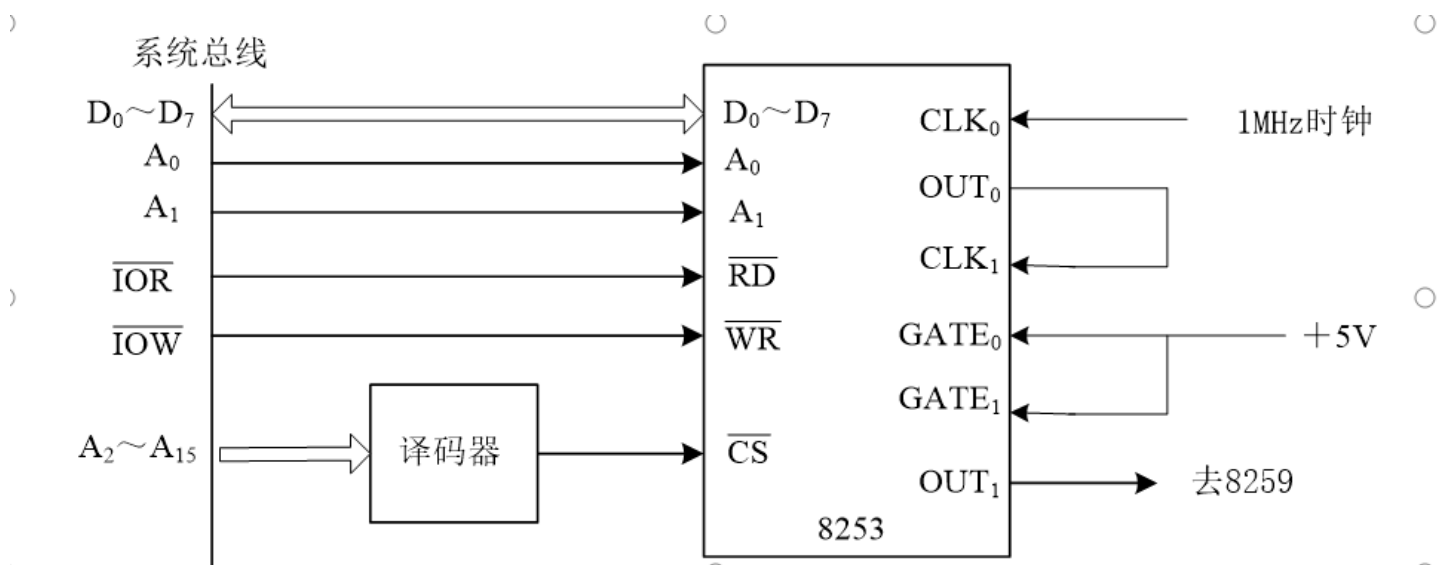 系统总线
D₀～D₇
D₀～D₇
CLK₀
1MHz时钟
A₀
A₀
OUT₀
A₁
A₁
CLK₁
IOR
RD
IOW
WR
GATE₀
＋5V
GATE₁
A₂～A₁₅
译码器
CS
OUT₁
去8259
8253